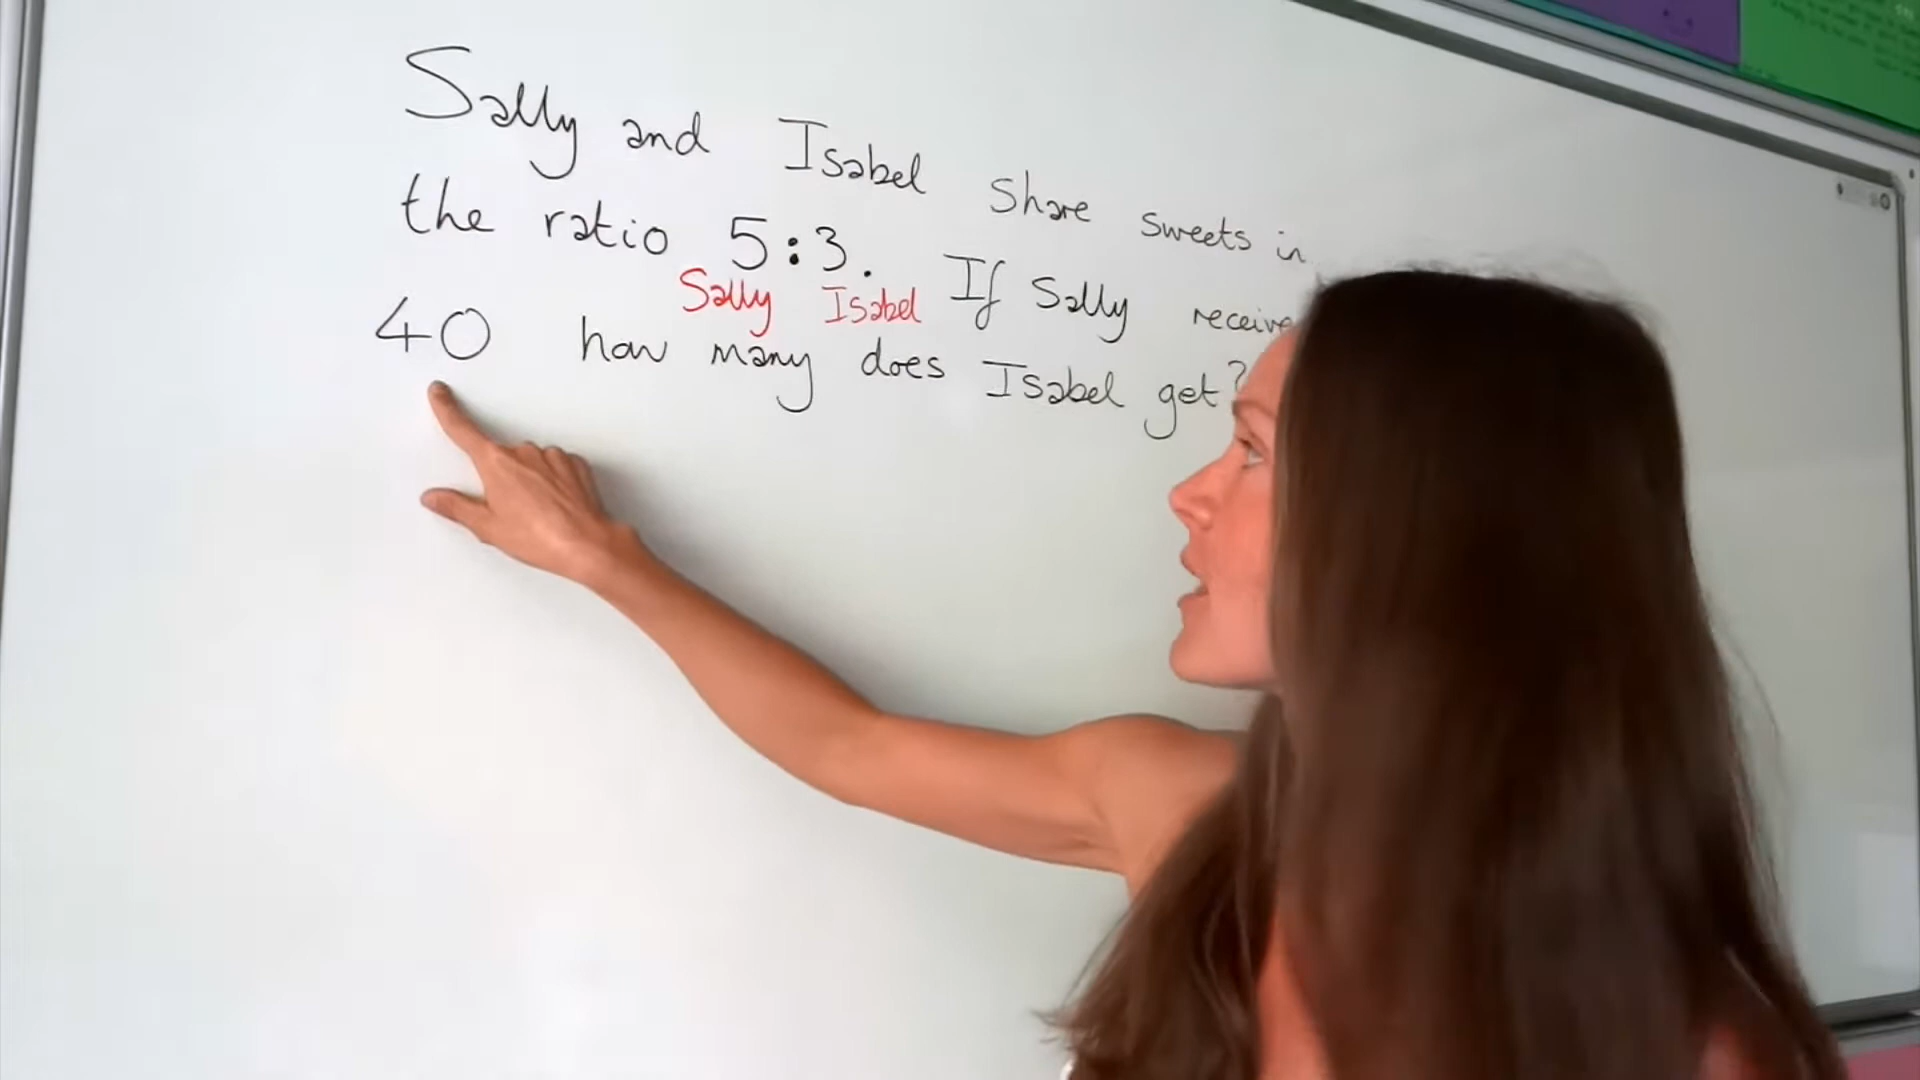 Sally and Isabel share sweets in
the ratio 5:3. If Sally receive
Sally Isabel
40 how many does Isabel get?